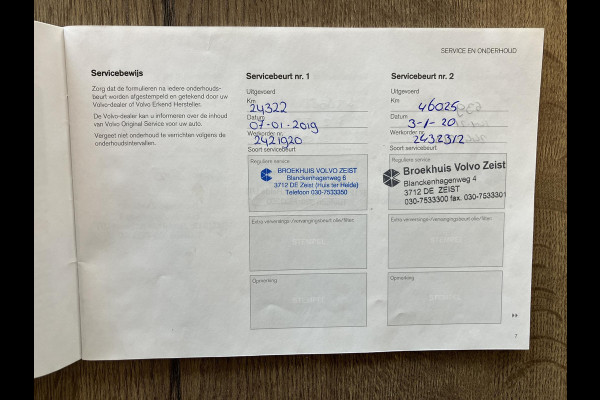 SERVICE EN ONDERHOUD
Servicebewijs
Zorg dat de formulieren na iedere onderhouds-
beurt worden afgestempeld en getekend door uw
Volvo-dealer of Volvo Erkend Hersteller.
De Volvo-dealer kan u informeren over de inhoud
van Volvo Original Service voor uw auto.
Vergeet niet onderhoud te verrichten volgens de
onderhoudsintervallen.
Servicebeurt nr. 1
Uitgevoerd
Km
24322
Datum
07-01-2019
Werkorder nr.
2421920
Soort servicebeurt
Reguliere service
BROEKHUIS VOLVO ZEIST
Blanckenhagenweg 6
3712 DE Zeist (Huis ter Heide)
Telefoon 030-7533350
Extra verversings-/vervangingsbeurt olie/filter
Opmerking
Servicebeurt nr. 2
Uitgevoerd
Km
46025
Datum
3-1-20
Werkorder nr.
2432312
Soort servicebeurt
Reguliere service
Broekhuis Volvo Zeist
Blanckenhagenweg 4
3712 DE ZEIST
030-7533300 fax. 030-7533301
Extra verversings-/vervangingsbeurt olie/filter
Opmerking
7